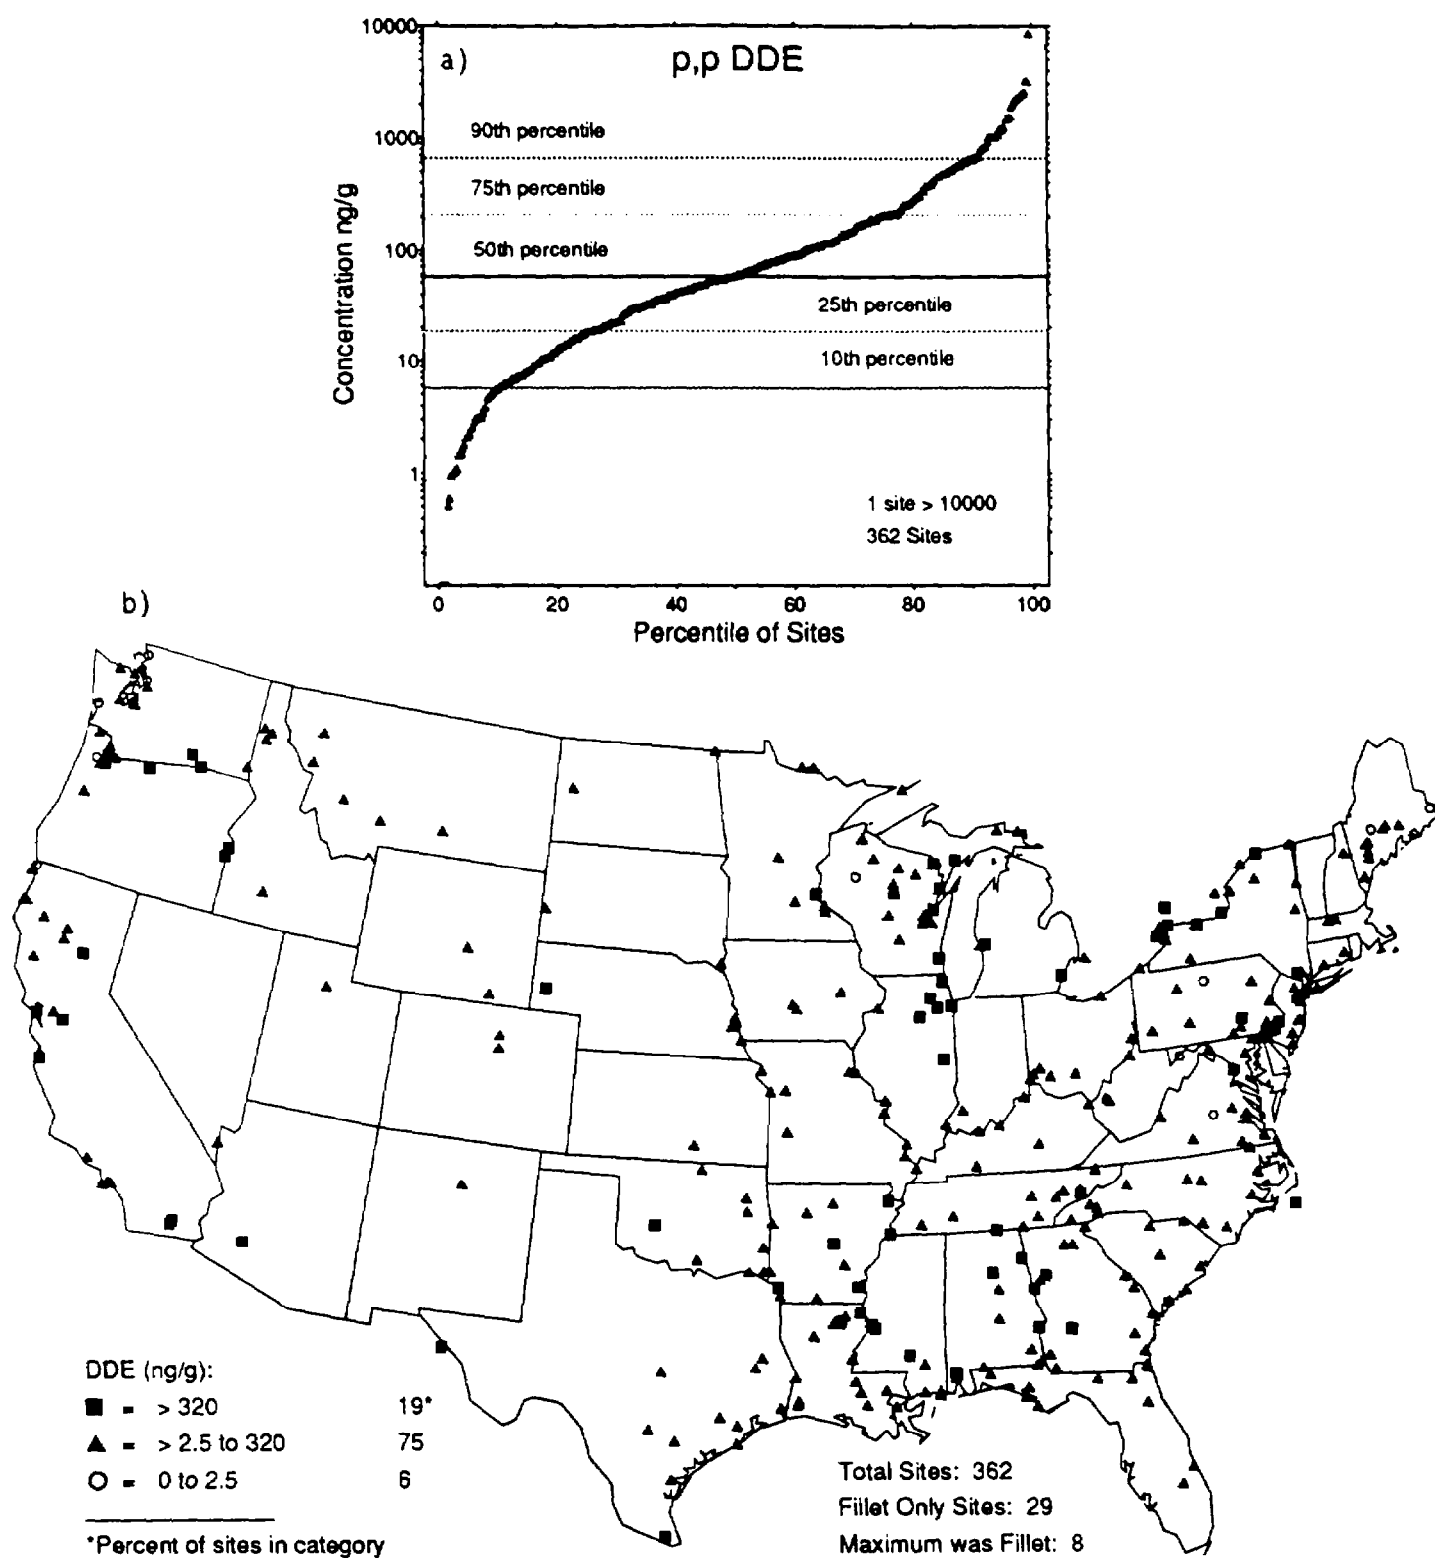 a)
p,p DDE
10000
1000
100
10
1
Concentration ng/g
90th percentile
75th percentile
50th percentile
25th percentile
10th percentile
1 site > 10000
362 Sites
0 20 40 60 80 100
Percentile of Sites
b)
DDE (ng/g):
■ = > 320 19*
▲ = > 2.5 to 320 75
○ = 0 to 2.5 6
*Percent of sites in category
Total Sites: 362
Fillet Only Sites: 29
Maximum was Fillet: 8